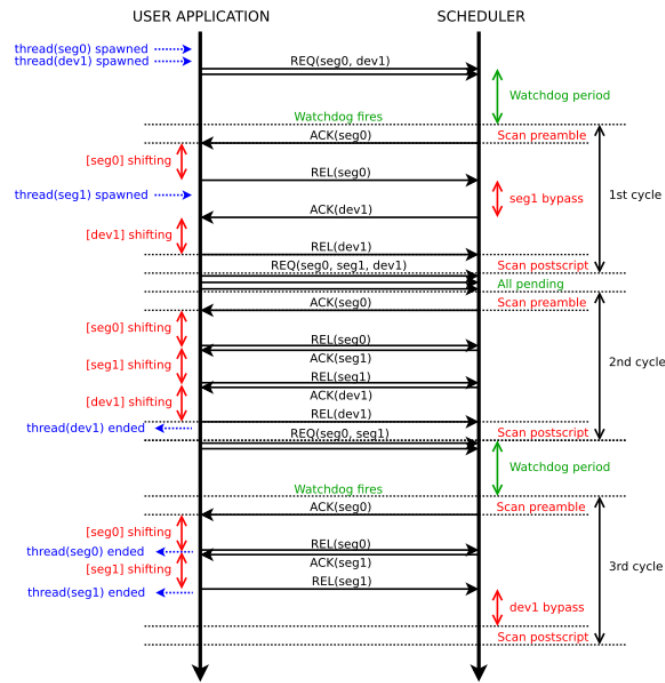 USER APPLICATION SCHEDULER
thread(seg0) spawned
thread(dev1) spawned
REQ(seg0, dev1)
Watchdog period
Watchdog fires
ACK(seg0) Scan preamble
[seg0] shifting
REL(seg0)
thread(seg1) spawned
seg1 bypass
1st cycle
ACK(dev1)
[dev1] shifting
REL(dev1)
REQ(seg0, seg1, dev1) Scan postscript
All pending
ACK(seg0) Scan preamble
[seg0] shifting
REL(seg0)
ACK(seg1)
2nd cycle
[seg1] shifting
REL(seg1)
ACK(dev1)
[dev1] shifting
REL(dev1)
thread(dev1) ended
REQ(seg0, seg1) Scan postscript
Watchdog period
Watchdog fires
ACK(seg0) Scan preamble
[seg0] shifting
REL(seg0)
thread(seg0) ended
ACK(seg1)
[seg1] shifting
3rd cycle
REL(seg1)
thread(seg1) ended
dev1 bypass
Scan postscript